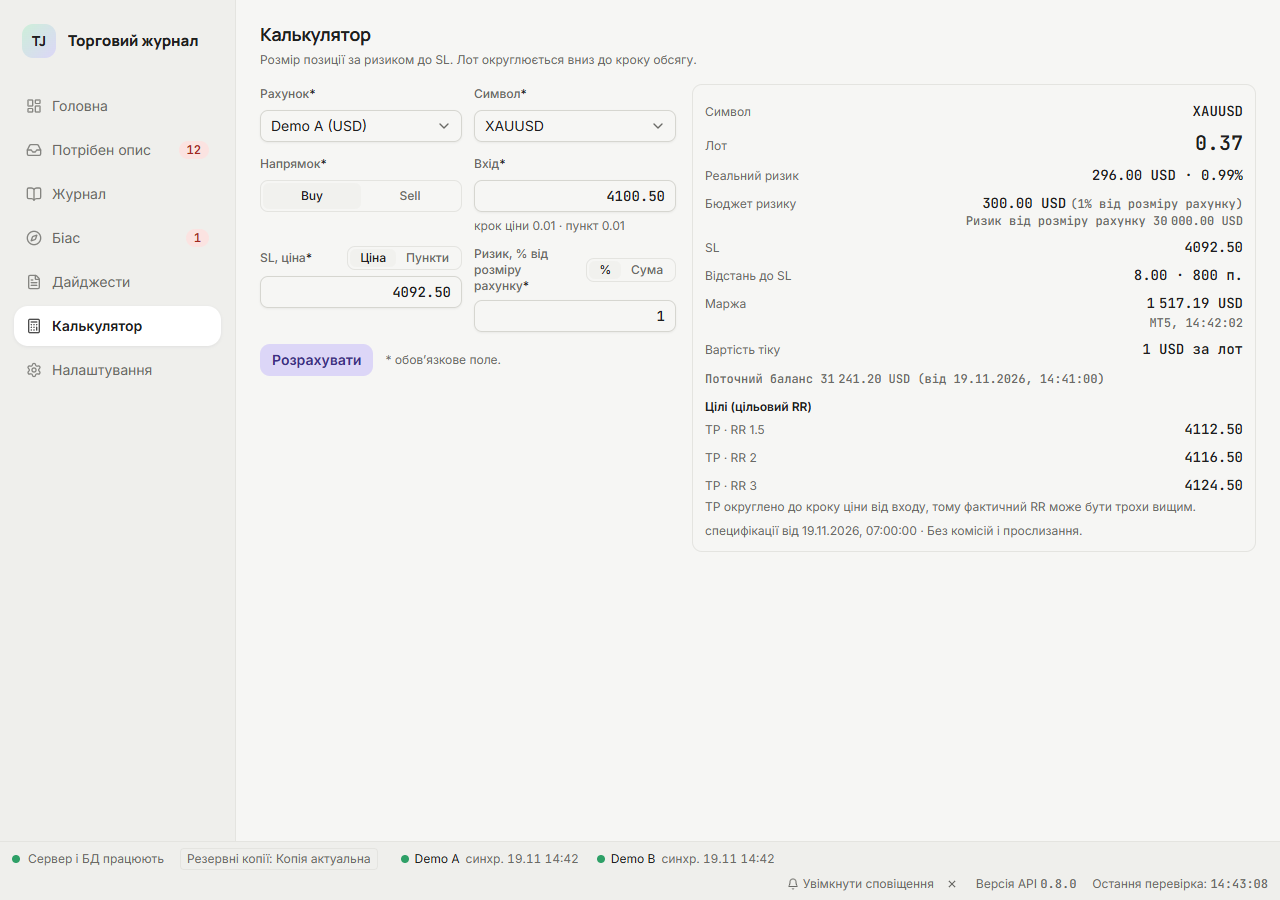 TJ Торговий журнал
Головна
Потрібен опис 12
Журнал
Біас 1
Дайджести
Калькулятор
Налаштування
Калькулятор
Розмір позиції за ризиком до SL. Лот округлюється вниз до кроку обсягу.
Рахунок* Символ*
Demo A (USD) XAUUSD
Напрямок* Вхід*
Buy Sell 4100.50
крок ціни 0.01 · пункт 0.01
SL, ціна* Ціна Пункти
4092.50
Ризик, % від
розміру
рахунку*
% Сума
1
Розрахувати * обов’язкове поле.
Символ XAUUSD
Лот 0.37
Реальний ризик 296.00 USD · 0.99%
Бюджет ризику 300.00 USD (1% від розміру рахунку)
Ризик від розміру рахунку 30 000.00 USD
SL 4092.50
Відстань до SL 8.00 · 800 п.
Маржа 1 517.19 USD
MT5, 14:42:02
Вартість тіку 1 USD за лот
Поточний баланс 31 241.20 USD (від 19.11.2026, 14:41:00)
Цілі (цільовий RR)
TP · RR 1.5 4112.50
TP · RR 2 4116.50
TP · RR 3 4124.50
TP округлено до кроку ціни від входу, тому фактичний RR може бути трохи вищим.
специфікації від 19.11.2026, 07:00:00 · Без комісій і прослизання.
Сервер і БД працюють Резервні копії: Копія актуальна Demo A синхр. 19.11 14:42 Demo B синхр. 19.11 14:42
Увімкнути сповіщення × Версія API 0.8.0 Остання перевірка: 14:43:08